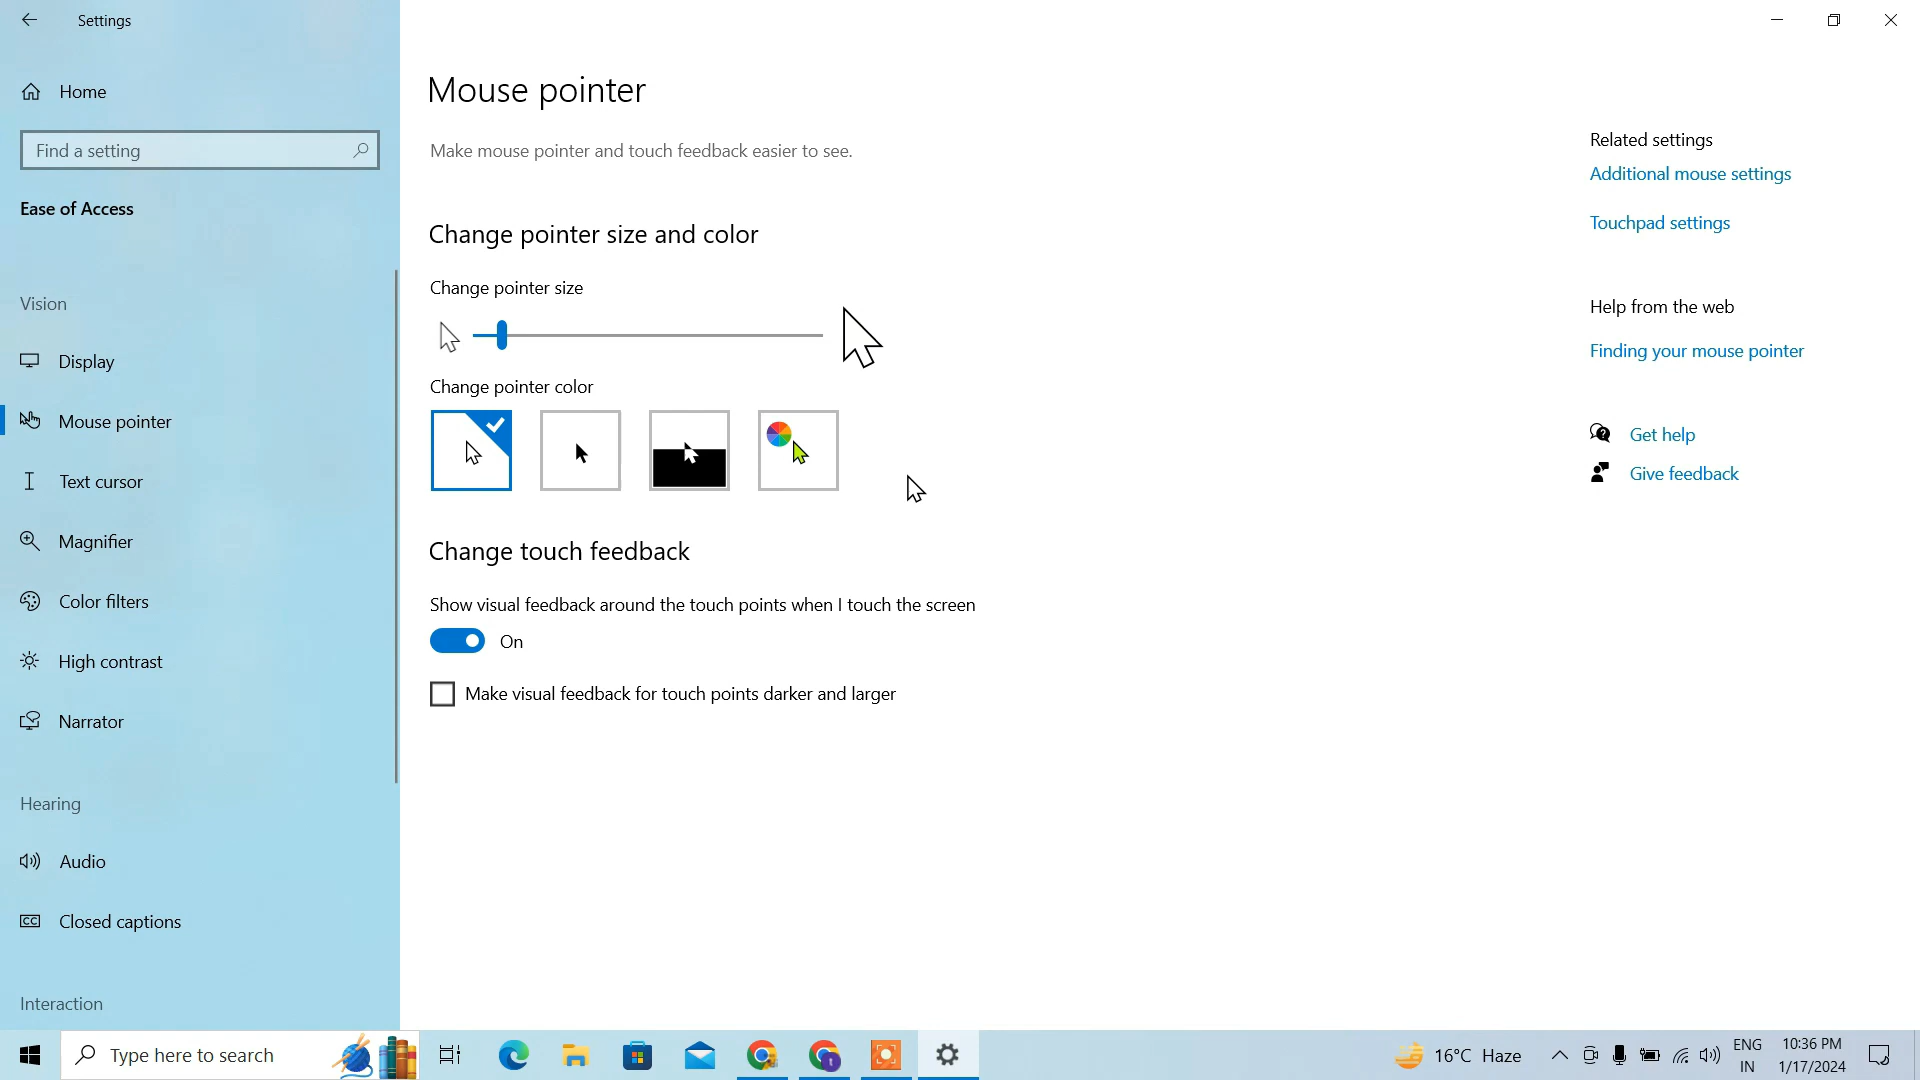 Settings
Home
Find a setting
Ease of Access
Vision
Display
Mouse pointer
Text cursor
Magnifier
Color filters
High contrast
Narrator
Hearing
Audio
CC Closed captions
Interaction
Mouse pointer
Make mouse pointer and touch feedback easier to see.
Change pointer size and color
Change pointer size
Change pointer color
Change touch feedback
Show visual feedback around the touch points when I touch the screen
On
Make visual feedback for touch points darker and larger
Related settings
Additional mouse settings
Touchpad settings
Help from the web
Finding your mouse pointer
Get help
Give feedback
Type here to search
16°C Haze
ENG
IN
10:36 PM
1/17/2024